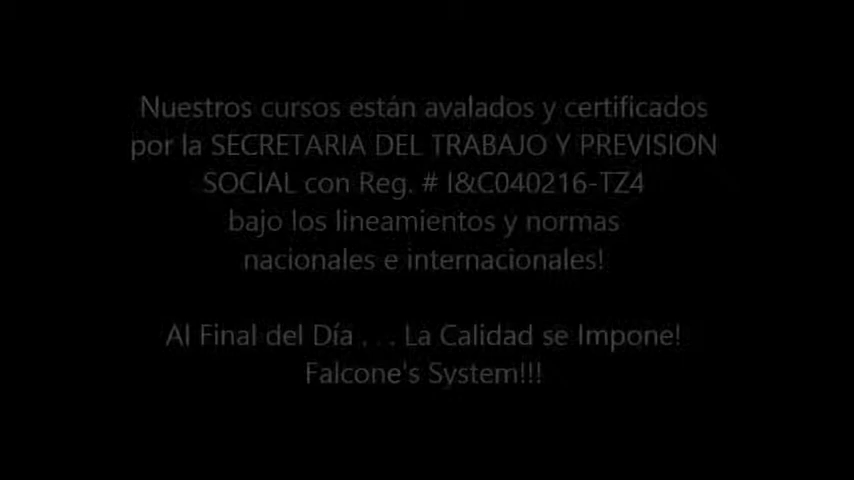 Nuestros cursos están avalados y certificados
por la SECRETARIA DEL TRABAJO Y PREVISION
SOCIAL con Reg. # I&C040216-TZ4
bajo los lineamientos y normas
nacionales e internacionales!
Al Final del Día . . . La Calidad se Impone!
Falcone's System!!!